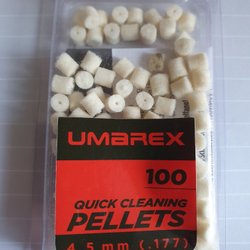 UMAREX
100
QUICK CLEANING
PELLETS
4,5 mm (.177)